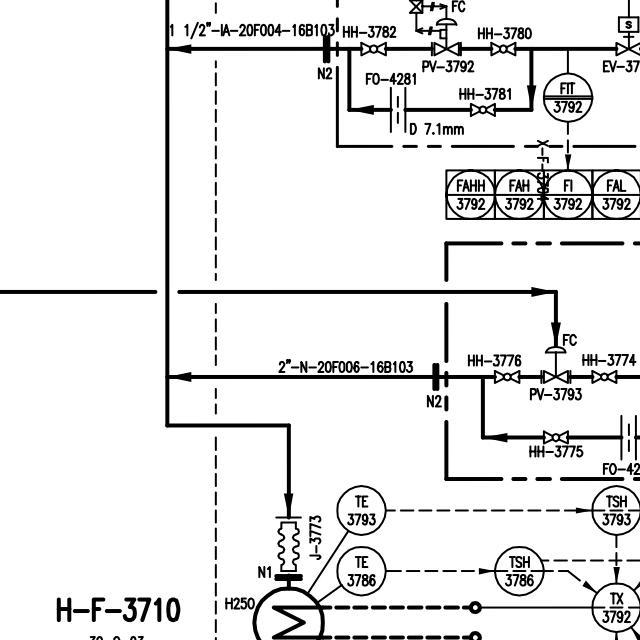 FC
1 1/2"-IA-20F004-16B103
HH-3782
HH-3780
S
N2
PV-3792
EV-37
FO-4281
HH-3781
FIT
3792
D 7.1mm
FAHH
3792
FAH
3792
FI
3792
FAL
3792
FC
2"-N-20F006-16B103
HH-3776
HH-3774
N2
PV-3793
HH-3775
FO-42
TE
3793
TSH
3793
J-3773
N1
TE
3786
TSH
3786
H250
TX
3792
H-F-3710